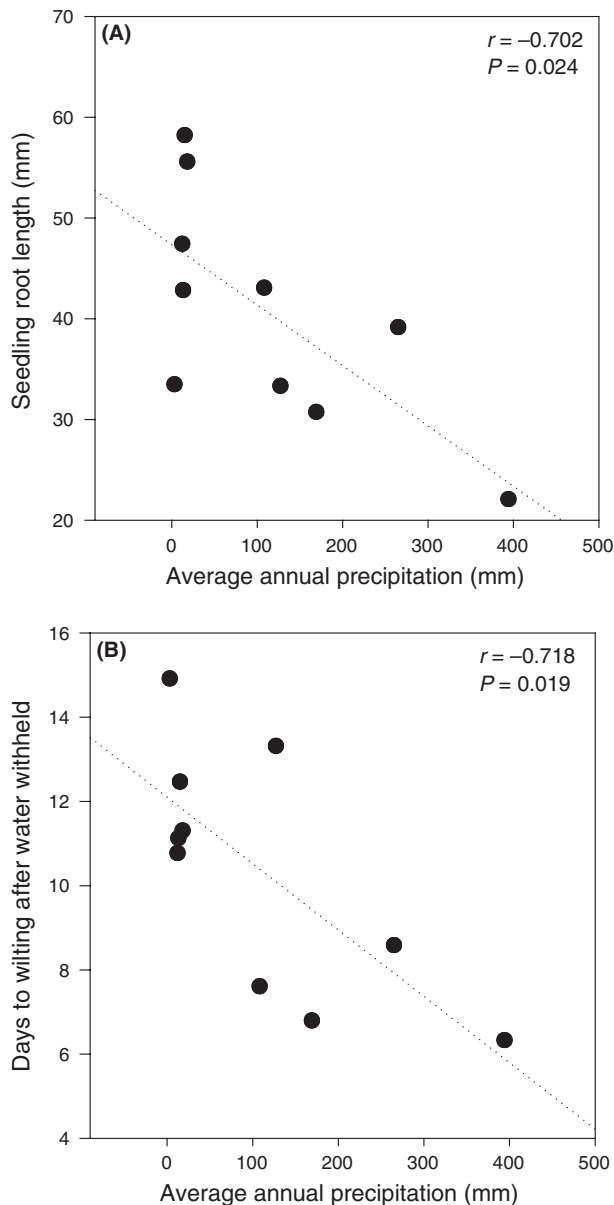 (A)
r = –0.702
P = 0.024
70
60
50
40
30
20
Seedling root length (mm)
0 100 200 300 400 500
Average annual precipitation (mm)
(B)
r = –0.718
P = 0.019
16
14
12
10
8
6
4
Days to wilting after water withheld
0 100 200 300 400 500
Average annual precipitation (mm)